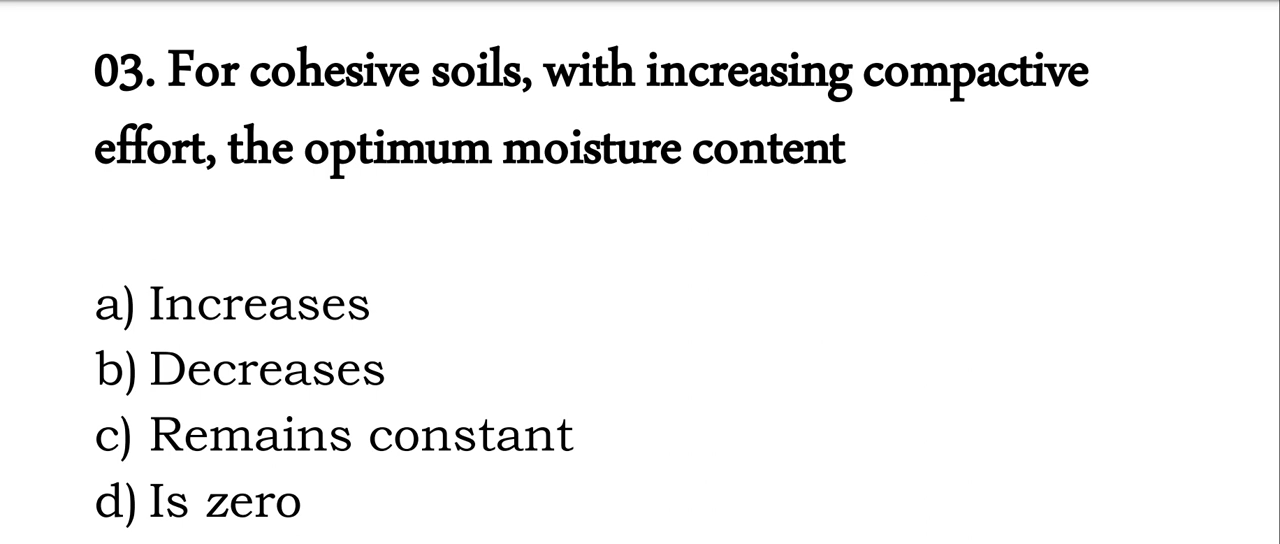 03. For cohesive soils, with increasing compactive
effort, the optimum moisture content
a) Increases
b) Decreases
c) Remains constant
d) Is zero